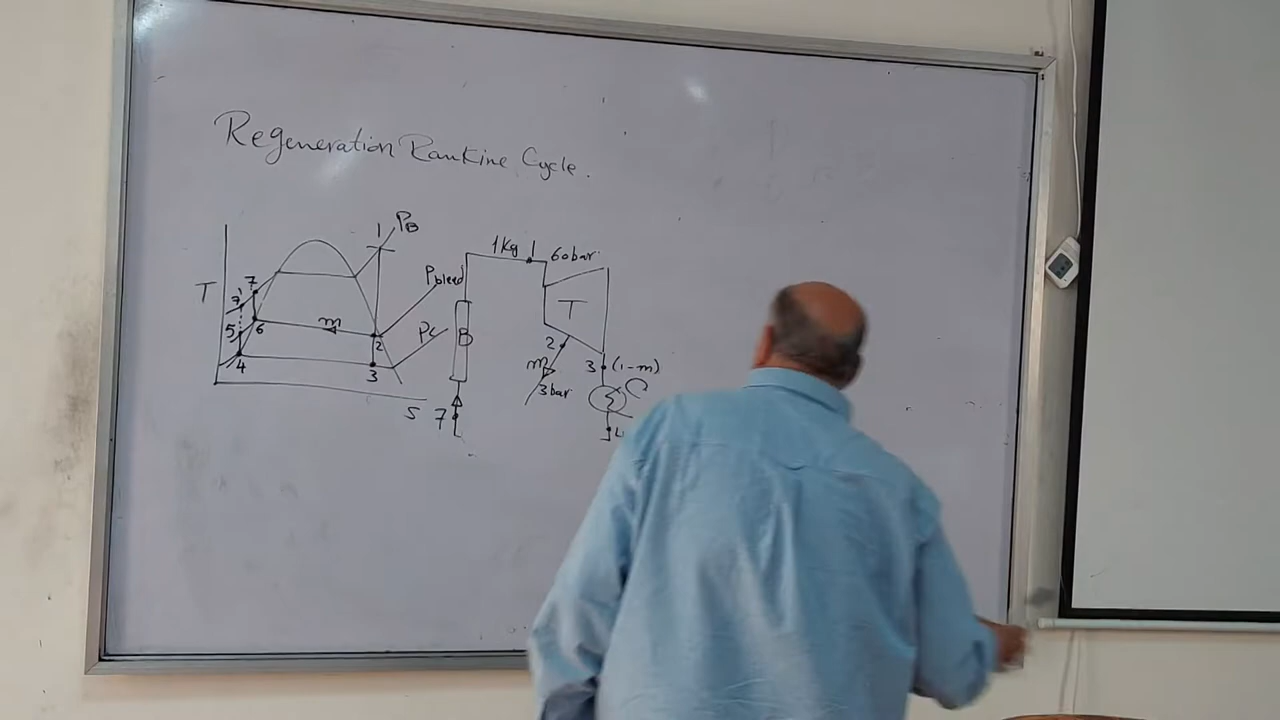 Regeneration Rankine Cycle.
1 PB
T
7
7'
5
6
m
2
Pbleed
PC
4
3
S
1Kg 1 60bar
T
B
2
m
3bar
3 (1-m)
7
4